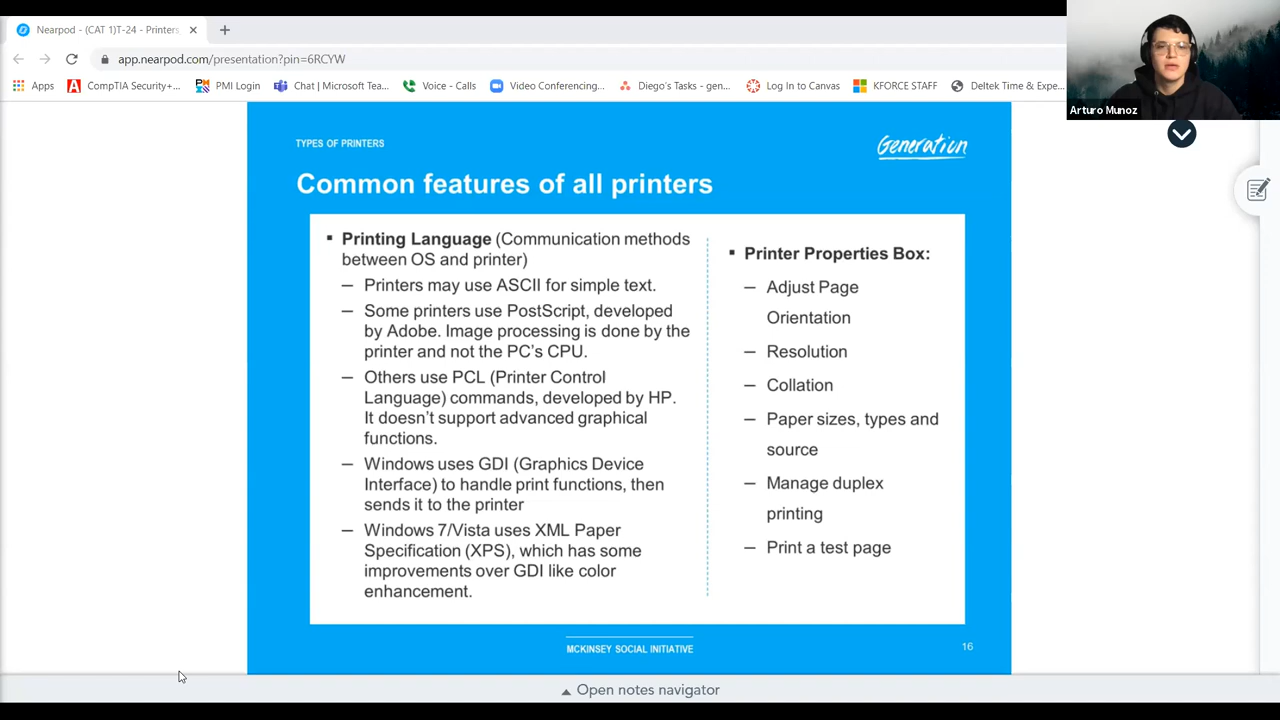 Nearpod - (CAT 1)T-24 - Printers
app.nearpod.com/presentation?pin=6RCYW
Apps
CompTIA Securit+...
PMI Login
Chat | Microsoft Tea...
Voice - Calls
Video Conferencing...
Diego's Tasks - gen...
Log In to Canvas
KFORCE STAFF
Deltek Time & Expe...
Arturo Munoz
TYPES OF PRINTERS
Generation
Common features of all printers
▪ Printing Language (Communication methods
between OS and printer)
– Printers may use ASCII for simple text.
– Some printers use PostScript, developed
by Adobe. Image processing is done by the
printer and not the PC's CPU.
– Others use PCL (Printer Control
Language) commands, developed by HP.
It doesn't support advanced graphical
functions.
– Windows uses GDI (Graphics Device
Interface) to handle print functions, then
sends it to the printer
– Windows 7/Vista uses XML Paper
Specification (XPS), which has some
improvements over GDI like color
enhancement.
▪ Printer Properties Box:
– Adjust Page
Orientation
– Resolution
– Collation
– Paper sizes, types and
source
– Manage duplex
printing
– Print a test page
MCKINSEY SOCIAL INITIATIVE
16
Open notes navigator